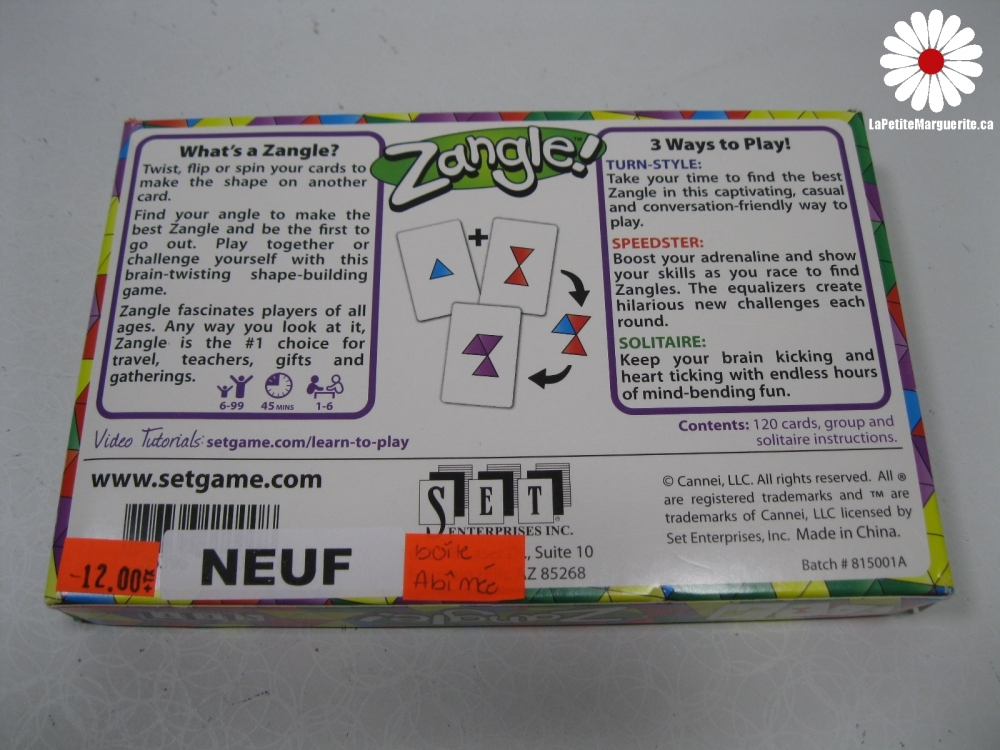 LaPetiteMarguerite.ca
Zangle!™
What's a Zangle?
Twist, flip or spin your cards to
make the shape on another
card.
Find your angle to make the
best Zangle and be the first to
go out. Play together or
challenge yourself with this
brain-twisting shape-building
game.
Zangle fascinates players of all
ages. Any way you look at it,
Zangle is the #1 choice for
travel, teachers, gifts and
gatherings.
6-99 45 MINS 1-6
+
3 Ways to Play!
TURN-STYLE:
Take your time to find the best
Zangle in this captivating, casual
and conversation-friendly way to
play.
SPEEDSTER:
Boost your adrenaline and show
your skills as you race to find
Zangles. The equalizers create
hilarious new challenges each
round.
SOLITAIRE:
Keep your brain kicking and
heart ticking with endless hours
of mind-bending fun.
Video Tutorials: setgame.com/learn-to-play
Contents: 120 cards, group and
solitaire instructions.
www.setgame.com
SET®
ENTERPRISES INC.
, Suite 10
AZ 85268
© Cannei, LLC. All rights reserved. All ®
are registered trademarks and ™ are
trademarks of Cannei, LLC licensed by
Set Enterprises, Inc. Made in China.
Batch # 815001A
-12.00
NEUF
boîte
Abîmée
Zangle!